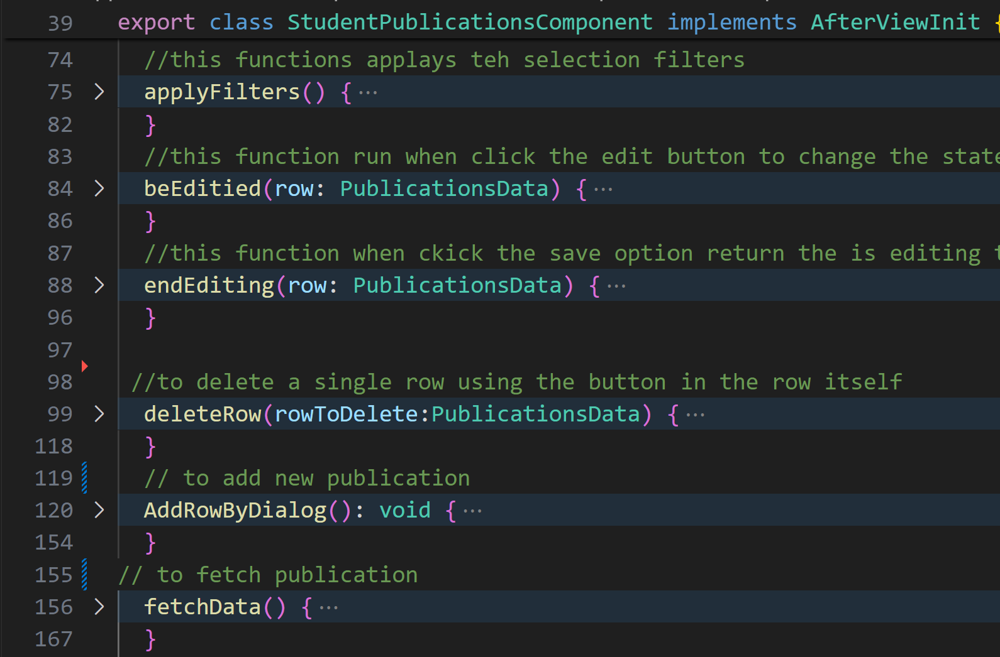 39 export class StudentPublicationsComponent implements AfterViewInit {
74 //this functions applays teh selection filters
75 > applyFilters() { ...
82 }
83 //this function run when click the edit button to change the state
84 > beEditied(row: PublicationsData) { ...
86 }
87 //this function when ckick the save option return the is editing t
88 > endEditing(row: PublicationsData) { ...
96 }
97
98 //to delete a single row using the button in the row itself
99 > deleteRow(rowToDelete:PublicationsData) { ...
118 }
119 // to add new publication
120 > AddRowByDialog(): void { ...
154 }
155 // to fetch publication
156 > fetchData() { ...
167 }